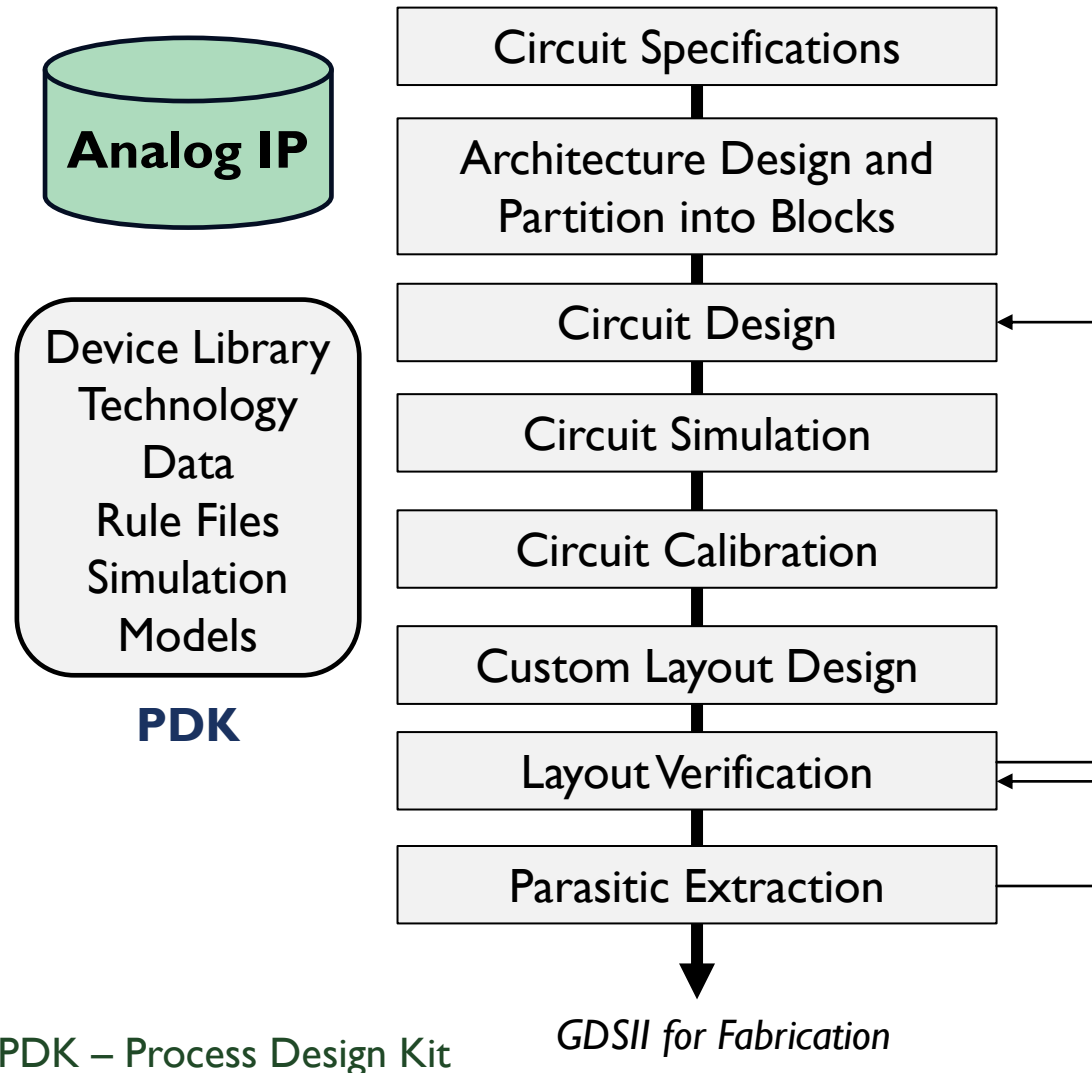 Analog IP
Device Library
Technology
Data
Rule Files
Simulation
Models
PDK
Circuit Specifications
Architecture Design and
Partition into Blocks
Circuit Design
Circuit Simulation
Circuit Calibration
Custom Layout Design
Layout Verification
Parasitic Extraction
GDSII for Fabrication
PDK – Process Design Kit